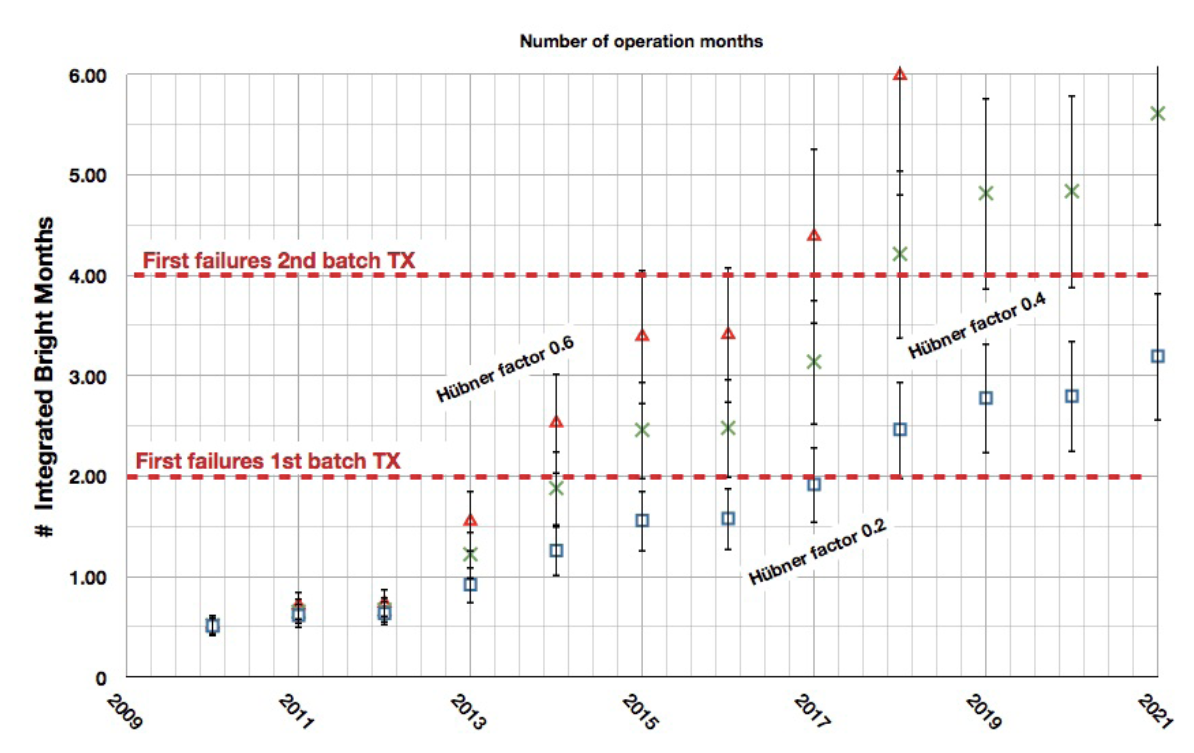 Number of operation months
6.00
5.00
First failures 2nd batch TX
4.00
Hübner factor 0.4
Hübner factor 0.6
3.00
First failures 1st batch TX
2.00
Hübner factor 0.2
1.00
0
# Integrated Bright Months
2009
2011
2013
2015
2017
2019
2021